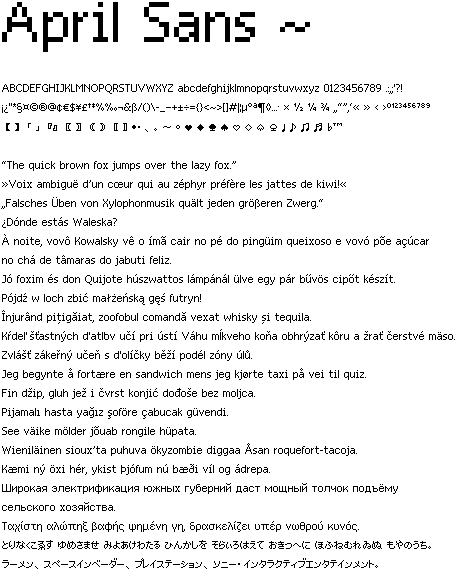 April Sans ~
ABCDEFGHIJKLMNOPQRSTUVWXYZ abcdefghijklmnopqrstuvwxyz 0123456789 .:,;'?!
¡¿"*§¤©®@¢€$¥£†*%‰¬&ß/()\-_–+±÷={}<~>[]#|¦µºª¶◊…· × ½ ¼ ¾ „“”‚‘« » ‹ ›⁰¹²³⁴⁵⁶⁷⁸⁹
“The quick brown fox jumps over the lazy fox.”
»Voix ambiguë d’un cœur qui au zéphyr préfère les jattes de kiwi!«
„Falsches Üben von Xylophonmusik quält jeden größeren Zwerg.“
¿Dónde estás Waleska?
À noite, vovô Kowalsky vê o ímã cair no pé do pingüim queixoso e vovó põe açúcar
no chá de tâmaras do jabuti feliz.
Jó foxim és don Quijote húszwattos lámpánál ülve egy pár bűvös cipőt készít.
Pójdź w loch zbić małżeńską gęś futryn!
Înjurând pițigăiat, zoofobul comandă vexat whisky și tequila.
Kŕdeľ šťastných ďatľov učí pri ústí Váhu mĺkveho koňa obhrýzať kôru a žrať čerstvé mäso.
Zvlášť zákeřný učeň s ďolíčky běží podél zóny úlů.
Jeg begynte å fortære en sandwich mens jeg kjørte taxi på vei til quiz.
Fin džip, gluh jež i čvrst konjić dođoše bez moljca.
Pijamalı hasta yağız şoföre çabucak güvendi.
See väike mölder jõuab rongile hüpata.
Wieniläinen sioux’ta puhuva ökyzombie diggaa Åsan roquefort-tacoja.
Kæmi ný öxi hér, ykist þjófum nú bæði víl og ádrepa.
Широкая электрификация южных губерний даст мощный толчок подъёму
сельского хозяйства.
Ταχίστη αλώπηξ βαφής ψημένη γη, δρασκελίζει υπέρ νωθρού κυνός.
とりなくこゑす ゆめさませ みよあけわたる ひんかしを そらいろはえて おきつへに ほふねむれゐぬ もやのうち。
ラーメン、スペースインベーダー、プレイステーション、ソニー・インタラクティブエンタテインメント。